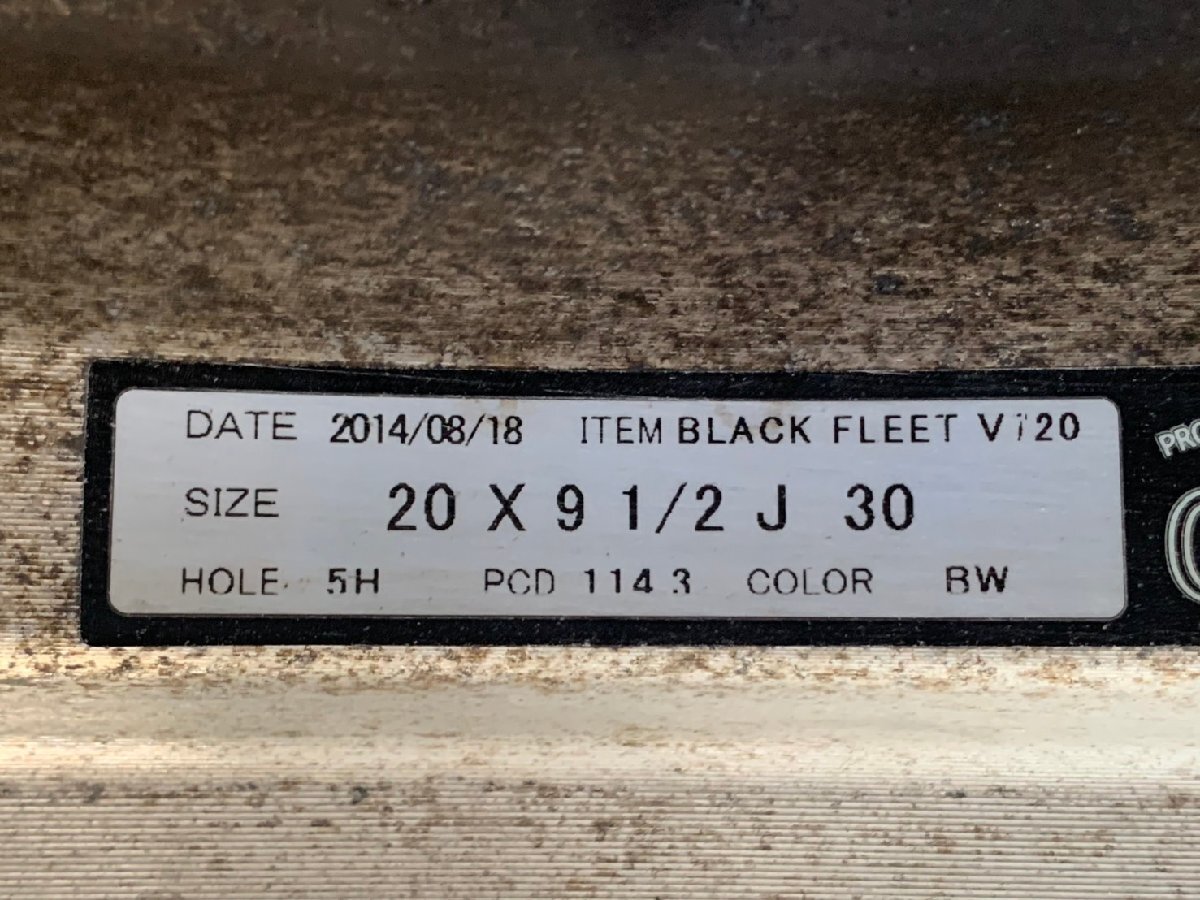 DATE 2014/08/18 ITEM BLACK FLEET V720
SIZE 20 X 9 1/2 J 30
HOLE 5H PCD 114.3 COLOR BW